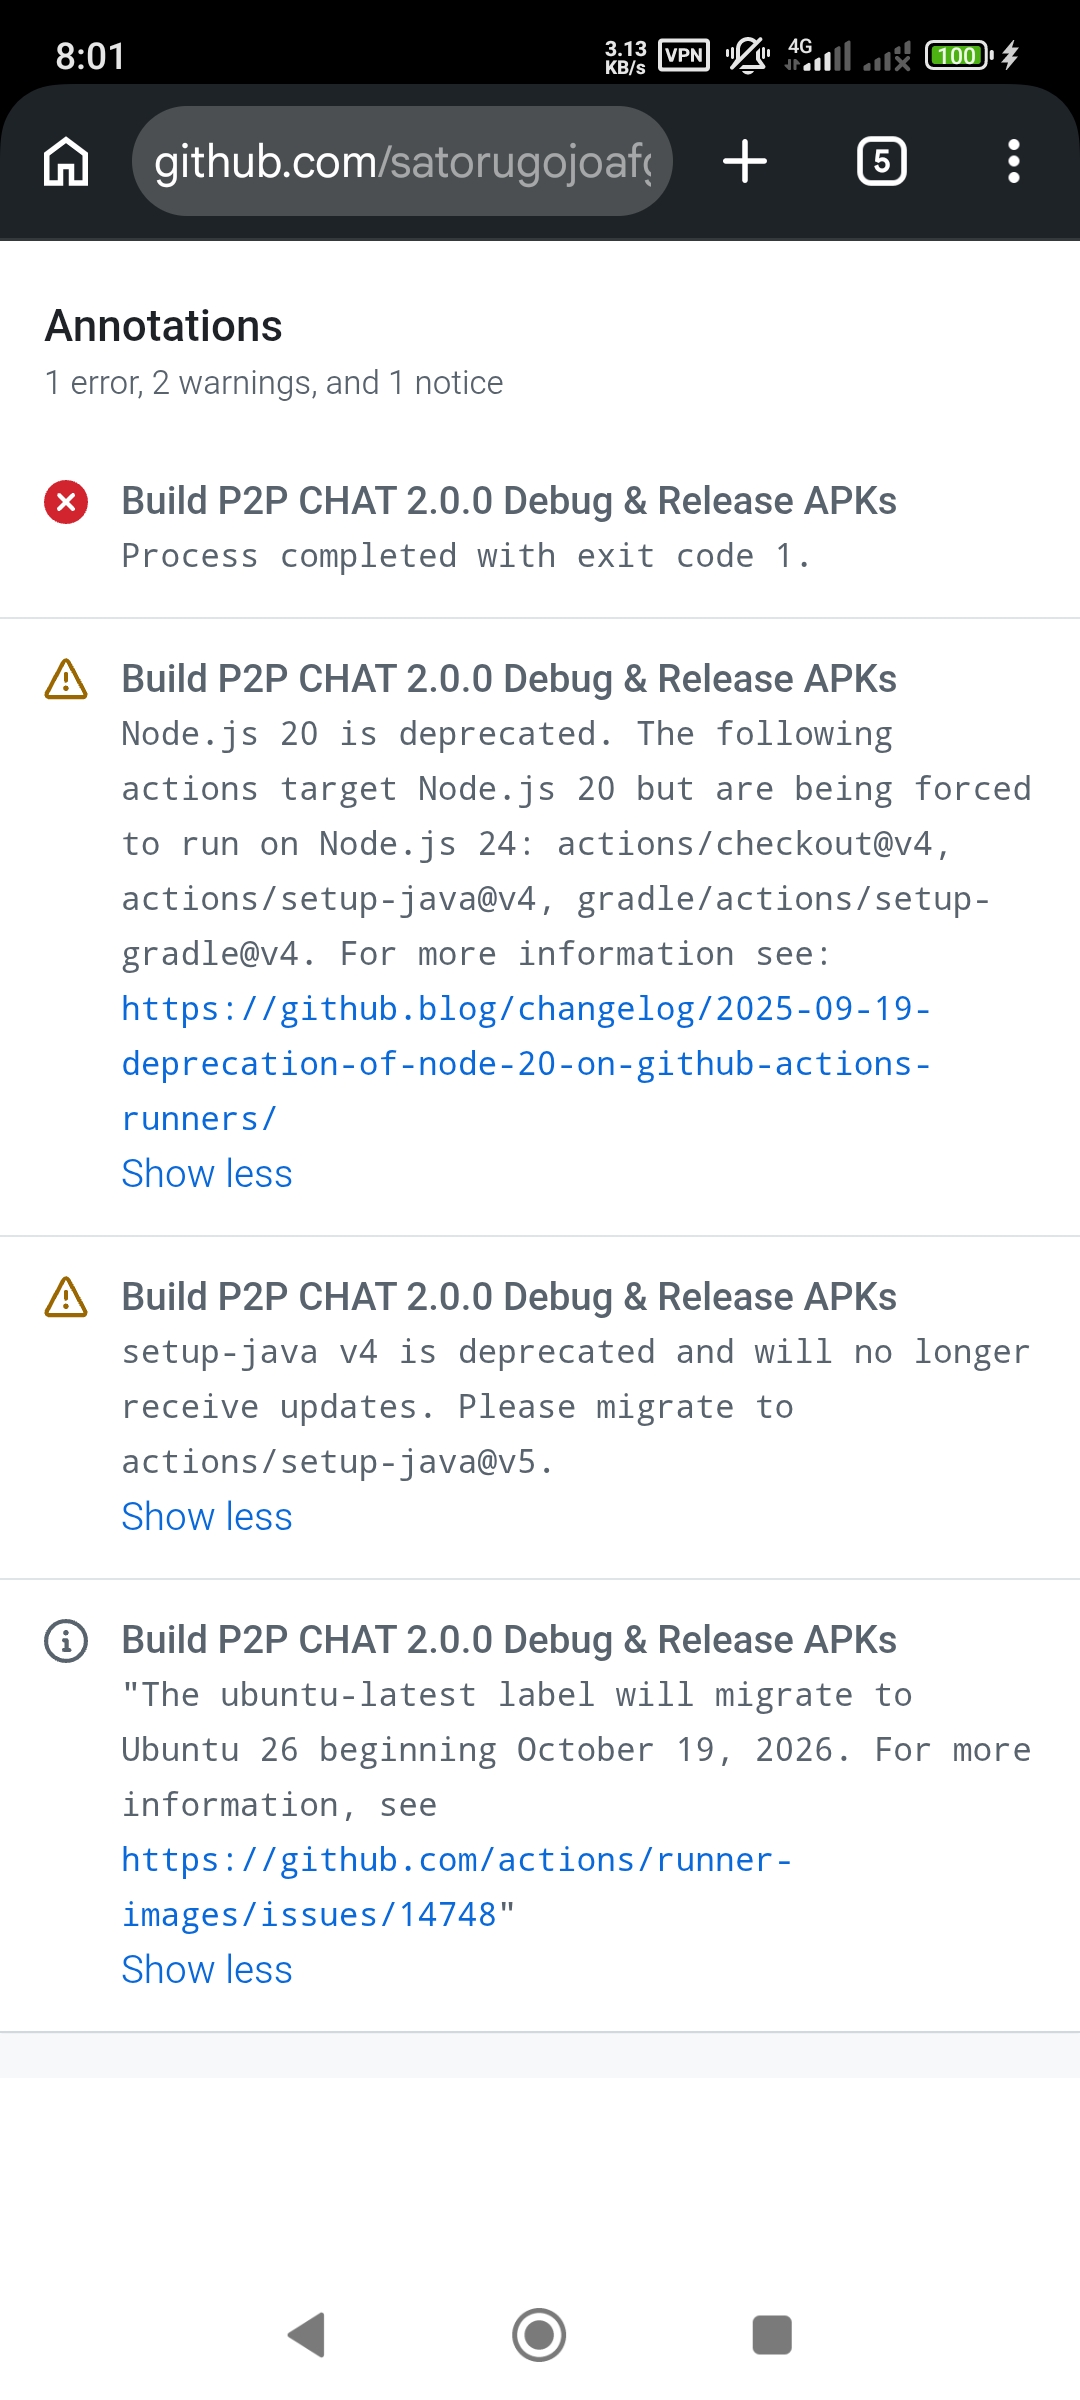 8:01
3.13
KB/s
VPN
4G
100
github.com/satorugojoaf
5
Annotations
1 error, 2 warnings, and 1 notice
Build P2P CHAT 2.0.0 Debug & Release APKs
Process completed with exit code 1.
Build P2P CHAT 2.0.0 Debug & Release APKs
Node.js 20 is deprecated. The following
actions target Node.js 20 but are being forced
to run on Node.js 24: actions/checkout@v4,
actions/setup-java@v4, gradle/actions/setup-
gradle@v4. For more information see:
https://github.blog/changelog/2025-09-19-
deprecation-of-node-20-on-github-actions-
runners/
Show less
Build P2P CHAT 2.0.0 Debug & Release APKs
setup-java v4 is deprecated and will no longer
receive updates. Please migrate to
actions/setup-java@v5.
Show less
Build P2P CHAT 2.0.0 Debug & Release APKs
"The ubuntu-latest label will migrate to
Ubuntu 26 beginning October 19, 2026. For more
information, see
https://github.com/actions/runner-
images/issues/14748"
Show less